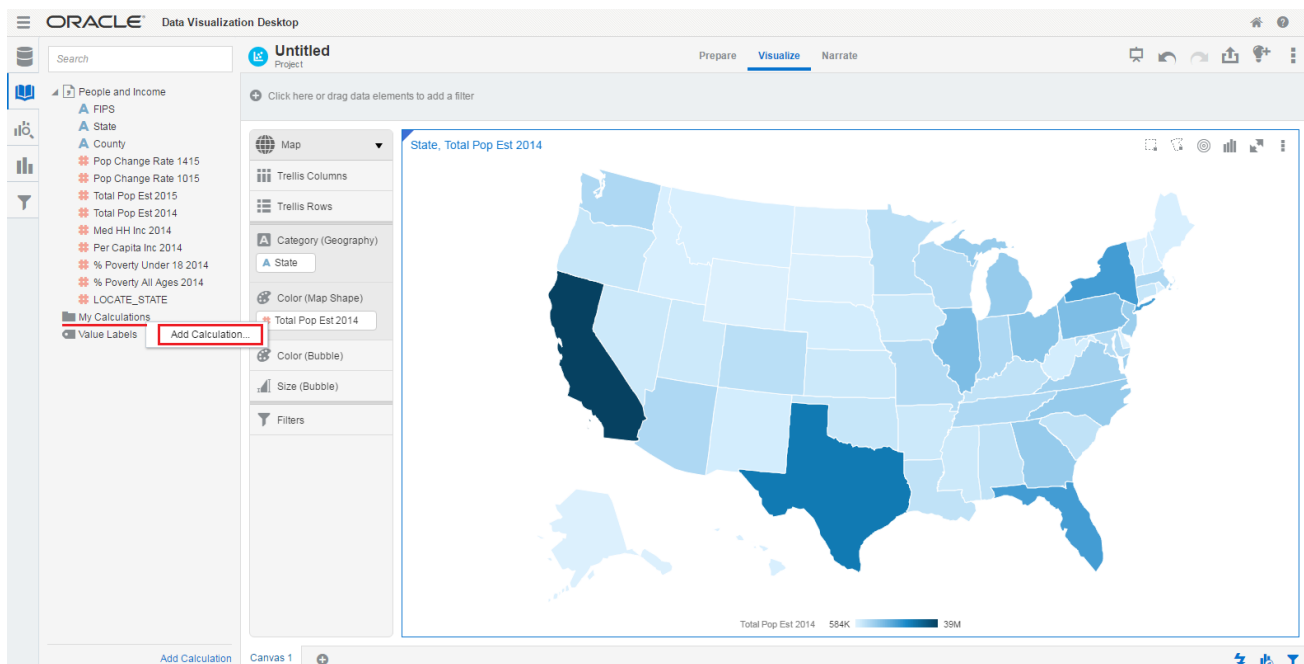 ORACLE® Data Visualization Desktop
Search
Untitled
Project
Prepare Visualize Narrate
People and Income
A FIPS
A State
A County
# Pop Change Rate 1415
# Pop Change Rate 1015
# Total Pop Est 2015
# Total Pop Est 2014
# Med HH Inc 2014
# Per Capita Inc 2014
# % Poverty Under 18 2014
# % Poverty All Ages 2014
# LOCATE_STATE
My Calculations
Value Labels
Add Calculation...
Add Calculation
Click here or drag data elements to add a filter
Map
Trellis Columns
Trellis Rows
A Category (Geography)
A State
Color (Map Shape)
# Total Pop Est 2014
Color (Bubble)
Size (Bubble)
Filters
State, Total Pop Est 2014
Total Pop Est 2014 584K 39M
Canvas 1